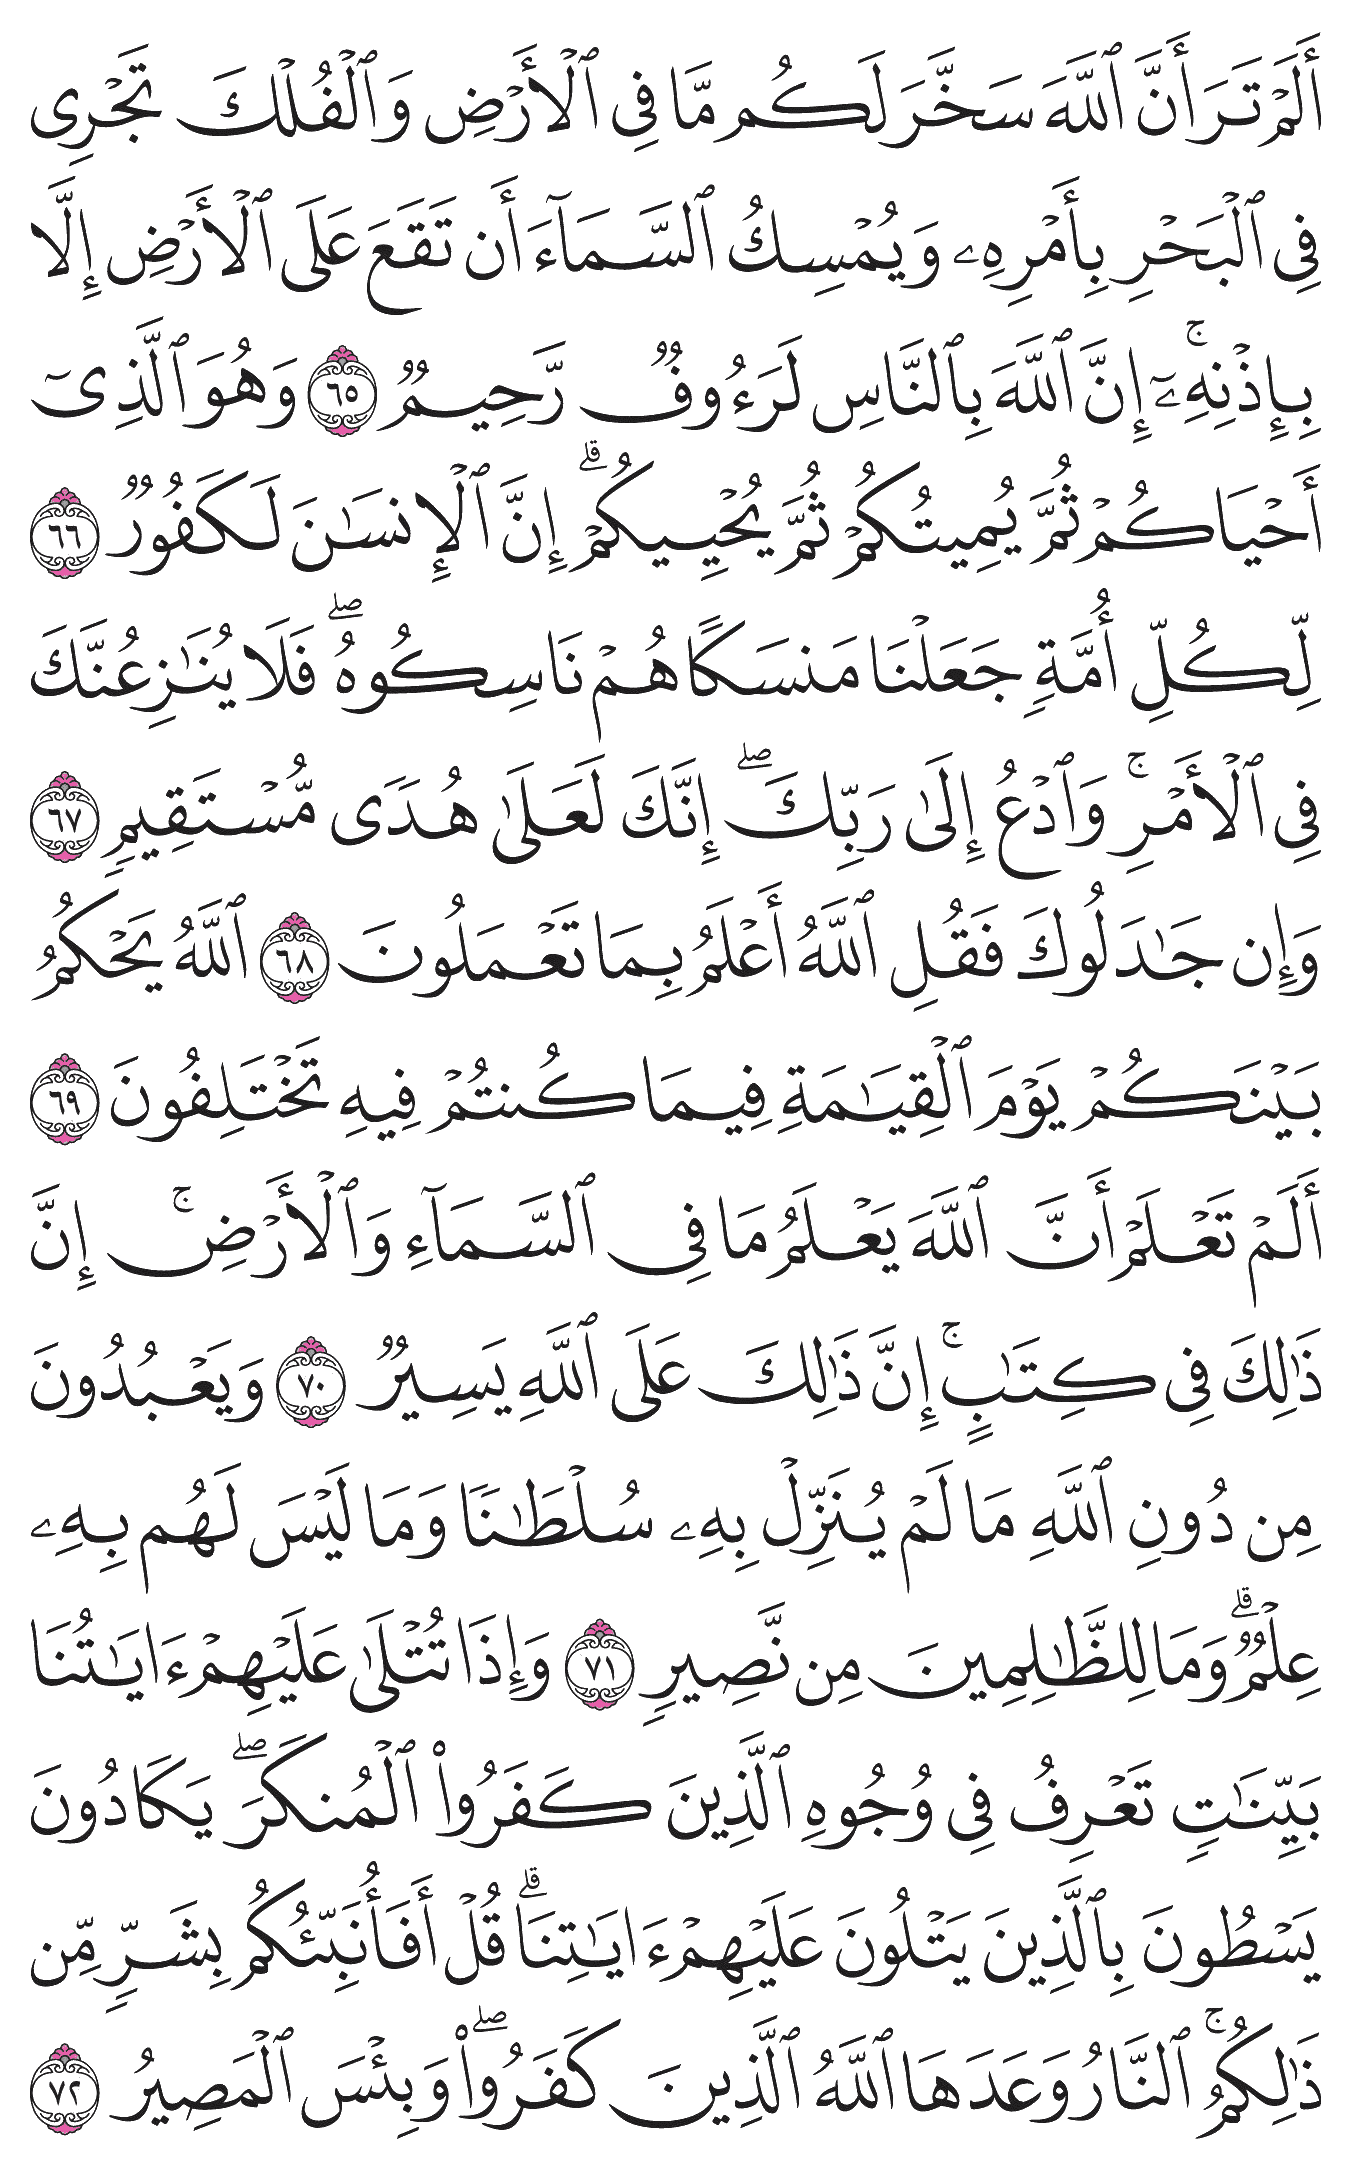 أَلَمْ تَرَ أَنَّ ٱللَّهَ سَخَّرَ لَكُم مَّا فِى ٱلْأَرْضِ وَٱلْفُلْكَ تَجْرِى
فِى ٱلْبَحْرِ بِأَمْرِهِۦ وَيُمْسِكُ ٱلسَّمَآءَ أَن تَقَعَ عَلَى ٱلْأَرْضِ إِلَّا
بِإِذْنِهِۦٓ ۚ إِنَّ ٱللَّهَ بِٱلنَّاسِ لَرَءُوفٌ رَّحِيمٌ ٦٥ وَهُوَ ٱلَّذِىٓ
أَحْيَاكُمْ ثُمَّ يُمِيتُكُمْ ثُمَّ يُحْيِيكُمْ ۗ إِنَّ ٱلْإِنسَـٰنَ لَكَفُورٌ ٦٦
لِّكُلِّ أُمَّةٍ جَعَلْنَا مَنسَكًا هُمْ نَاسِكُوهُ ۖ فَلَا يُنَـٰزِعُنَّكَ
فِى ٱلْأَمْرِ ۚ وَٱدْعُ إِلَىٰ رَبِّكَ ۖ إِنَّكَ لَعَلَىٰ هُدًى مُّسْتَقِيمٍ ٦٧
وَإِن جَـٰدَلُوكَ فَقُلِ ٱللَّهُ أَعْلَمُ بِمَا تَعْمَلُونَ ٦٨ ٱللَّهُ يَحْكُمُ
بَيْنَكُمْ يَوْمَ ٱلْقِيَـٰمَةِ فِيمَا كُنتُمْ فِيهِ تَخْتَلِفُونَ ٦٩
أَلَمْ تَعْلَمْ أَنَّ ٱللَّهَ يَعْلَمُ مَا فِى ٱلسَّمَآءِ وَٱلْأَرْضِ ۚ إِنَّ
ذَٰلِكَ فِى كِتَـٰبٍ ۚ إِنَّ ذَٰلِكَ عَلَى ٱللَّهِ يَسِيرٌ ٧٠ وَيَعْبُدُونَ
مِن دُونِ ٱللَّهِ مَا لَمْ يُنَزِّلْ بِهِۦ سُلْطَـٰنًا وَمَا لَيْسَ لَهُم بِهِۦ
عِلْمٌ ۗ وَمَا لِلظَّـٰلِمِينَ مِن نَّصِيرٍ ٧١ وَإِذَا تُتْلَىٰ عَلَيْهِمْ ءَايَـٰتُنَا
بَيِّنَـٰتٍ تَعْرِفُ فِى وُجُوهِ ٱلَّذِينَ كَفَرُوا۟ ٱلْمُنكَرَ ۖ يَكَادُونَ
يَسْطُونَ بِٱلَّذِينَ يَتْلُونَ عَلَيْهِمْ ءَايَـٰتِنَا ۗ قُلْ أَفَأُنَبِّئُكُم بِشَرٍّ مِّن
ذَٰلِكُمُ ۚ ٱلنَّارُ وَعَدَهَا ٱللَّهُ ٱلَّذِينَ كَفَرُوا۟ ۖ وَبِئْسَ ٱلْمَصِيرُ ٧٢